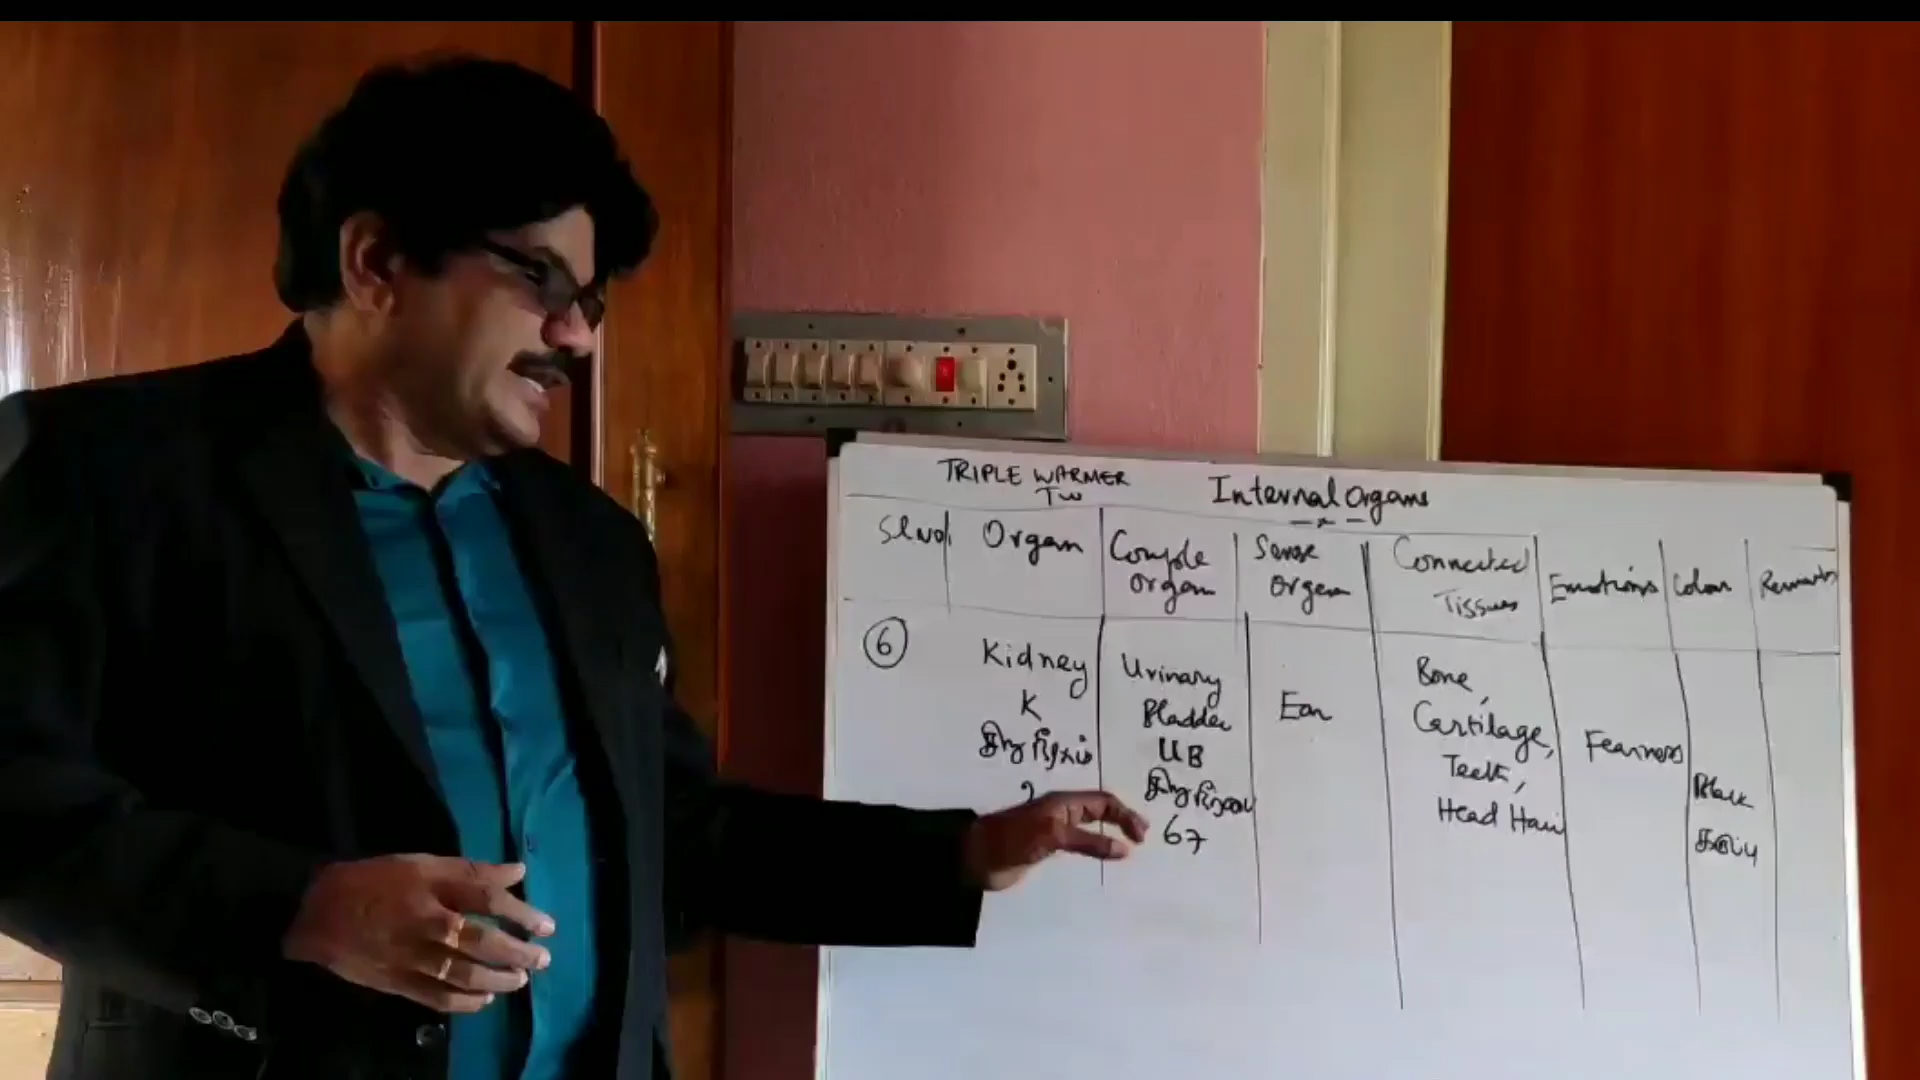 TRIPLE WARMER
TW
Internal Organs
Sl No. Organ Couple Organ Sense Organ Connected Tissues Emotions Colour Remarks
6
Kidney
K
Urinary
Bladder
UB
67
Ear
Bone,
Cartilage,
Teeth,
Head Hair
Fearness
Black